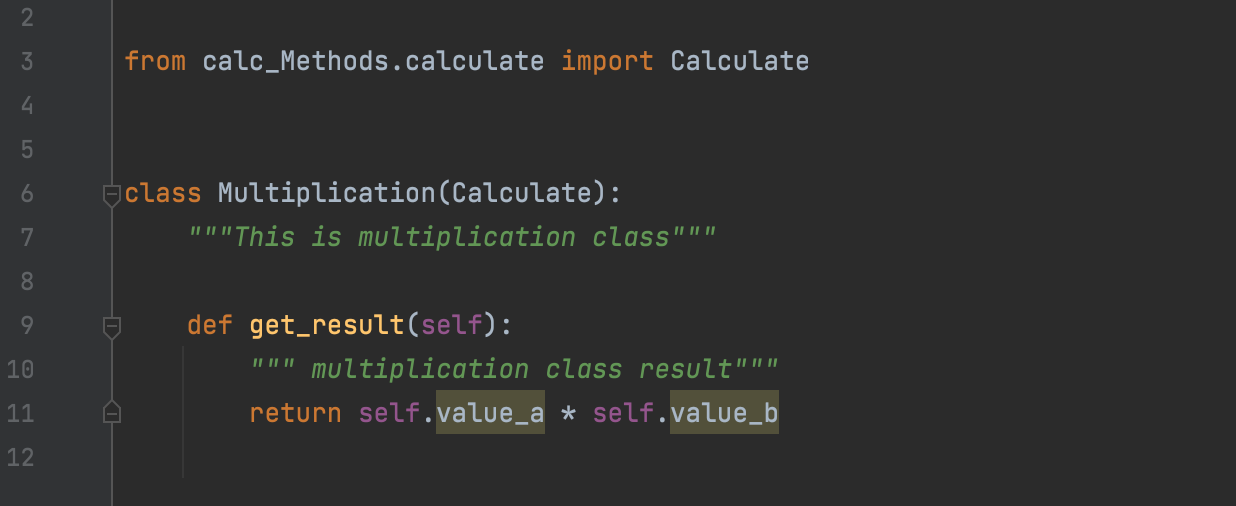 2
3 from calc_Methods.calculate import Calculate
4
5
6 class Multiplication(Calculate):
7     """This is multiplication class"""
8
9     def get_result(self):
10         """ multiplication class result"""
11         return self.value_a * self.value_b
12